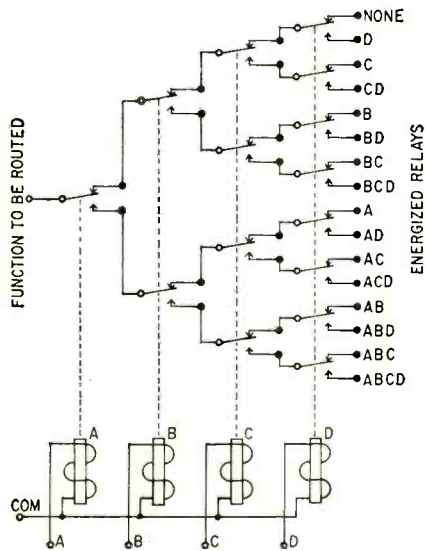 FUNCTION TO BE ROUTED
NONE
D
C
CD
B
BD
BC
BCD
A
AD
AC
ACD
AB
ABD
ABC
ABCD
ENERGIZED RELAYS
A
B
C
D
COM
A
B
C
D